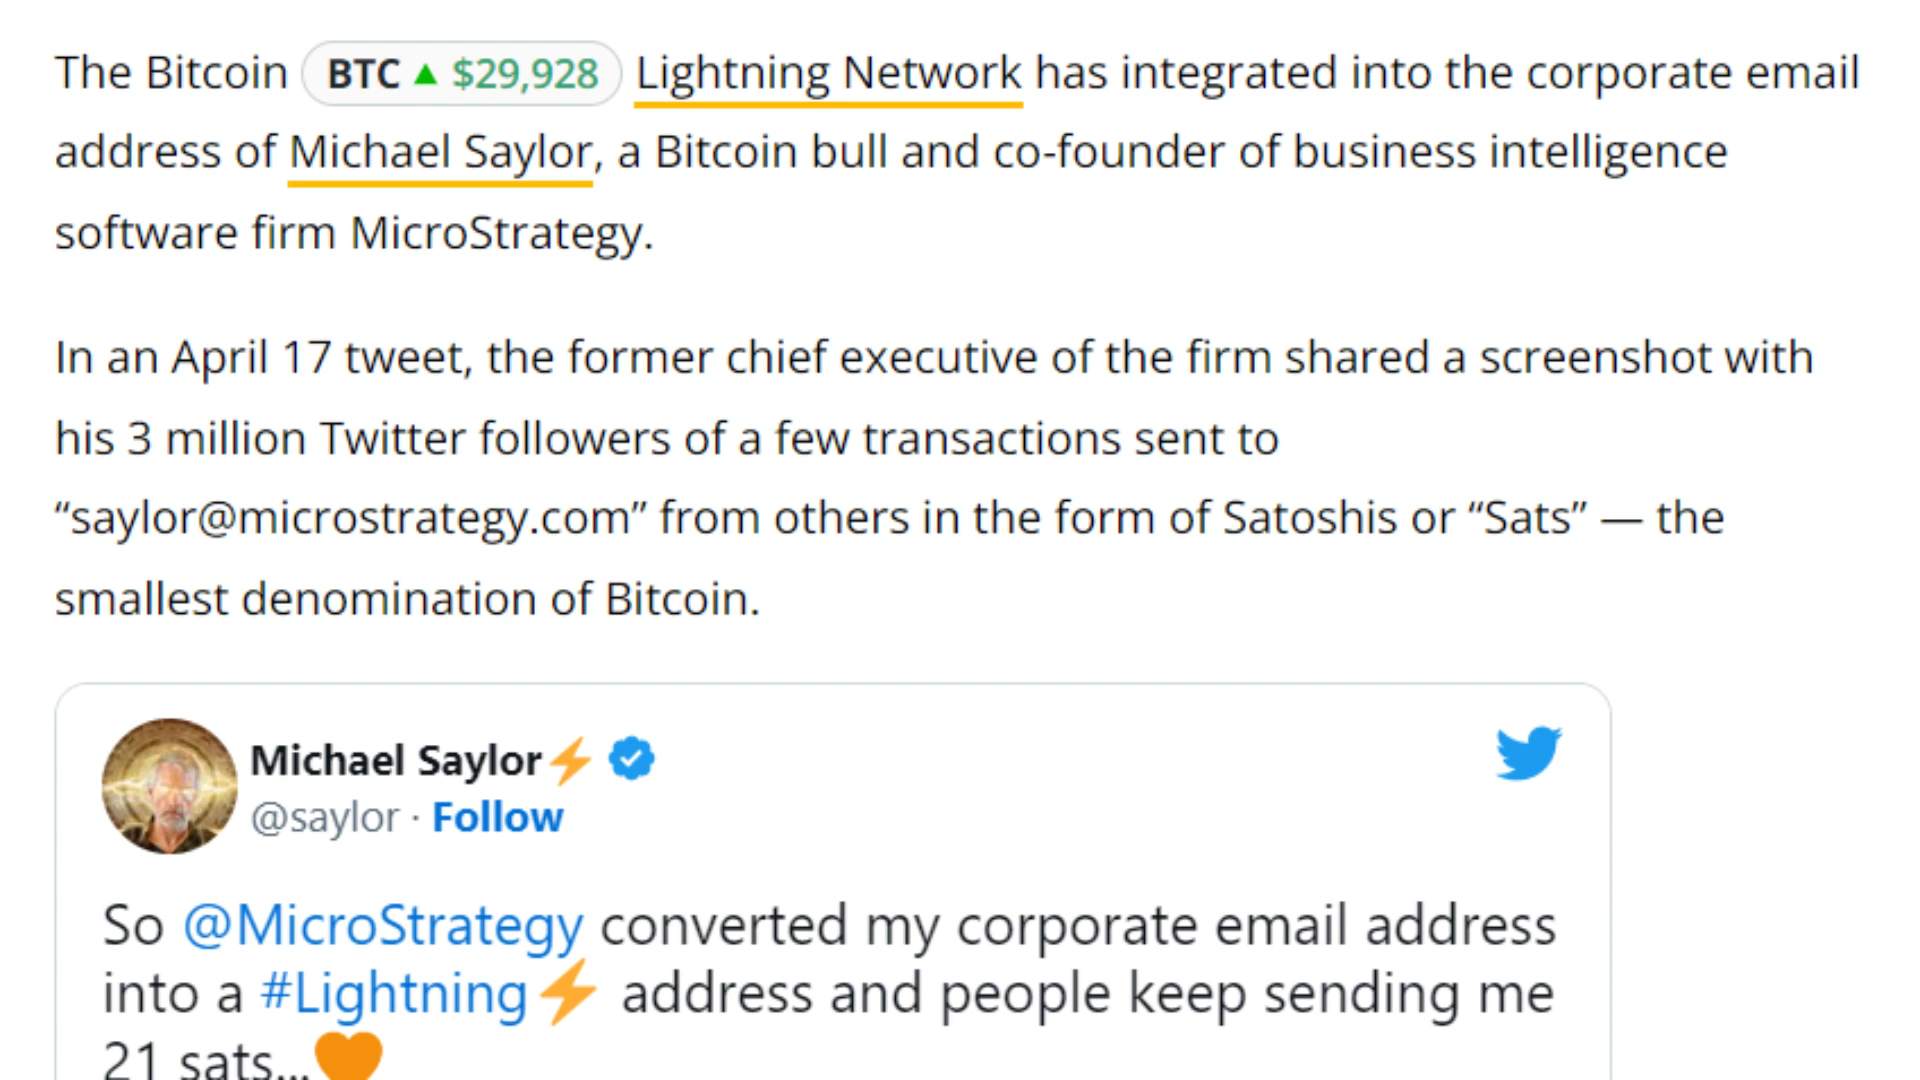 The Bitcoin BTC ▲ $29,928 Lightning Network has integrated into the corporate email
address of Michael Saylor, a Bitcoin bull and co-founder of business intelligence
software firm MicroStrategy.
In an April 17 tweet, the former chief executive of the firm shared a screenshot with
his 3 million Twitter followers of a few transactions sent to
“saylor@microstrategy.com” from others in the form of Satoshis or “Sats” — the
smallest denomination of Bitcoin.
Michael Saylor⚡
@saylor · Follow
So @MicroStrategy converted my corporate email address
into a #Lightning⚡ address and people keep sending me
21 sats...🧡